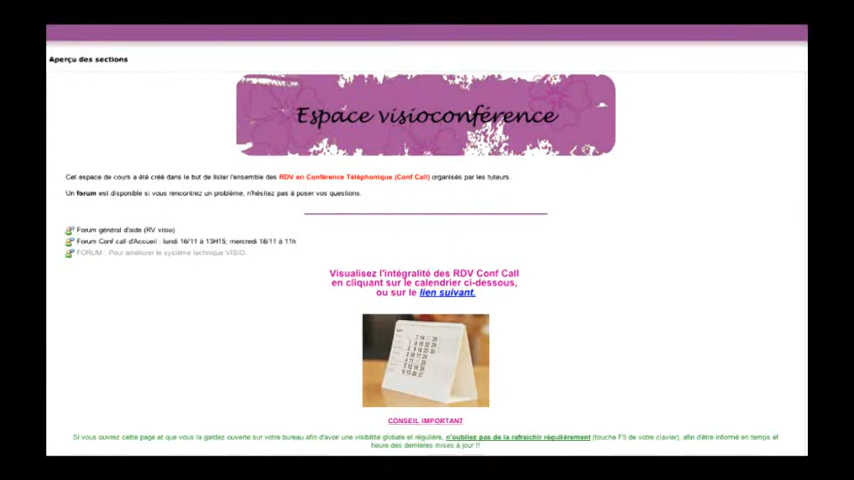 Aperçu des sections
Espace visioconférence
Cet espace de cours a été créé dans le but de lister l'ensemble des RDV en Conférence Téléphonique (Conf Call) organisés par les tuteurs.
Un forum est disponible si vous rencontrez un problème, n'hésitez pas à poser vos questions.
Forum général d'aide (RV visio)
Forum Conf call d'Accueil : lundi 16/11 à 13H15; mercredi 18/11 à 11h
FORUM : Pour améliorer le système technique VISIO.
Visualisez l'intégralité des RDV Conf Call
en cliquant sur le calendrier ci-dessous,
ou sur le lien suivant.
CONSEIL IMPORTANT
Si vous ouvrez cette page et que vous la gardez ouverte sur votre bureau afin d'avoir une visibilité globale et régulière, n'oubliez pas de la rafraichir régulièrement (touche F5 de votre clavier), afin d'être informé en temps et
heure des dernières mises à jour !!